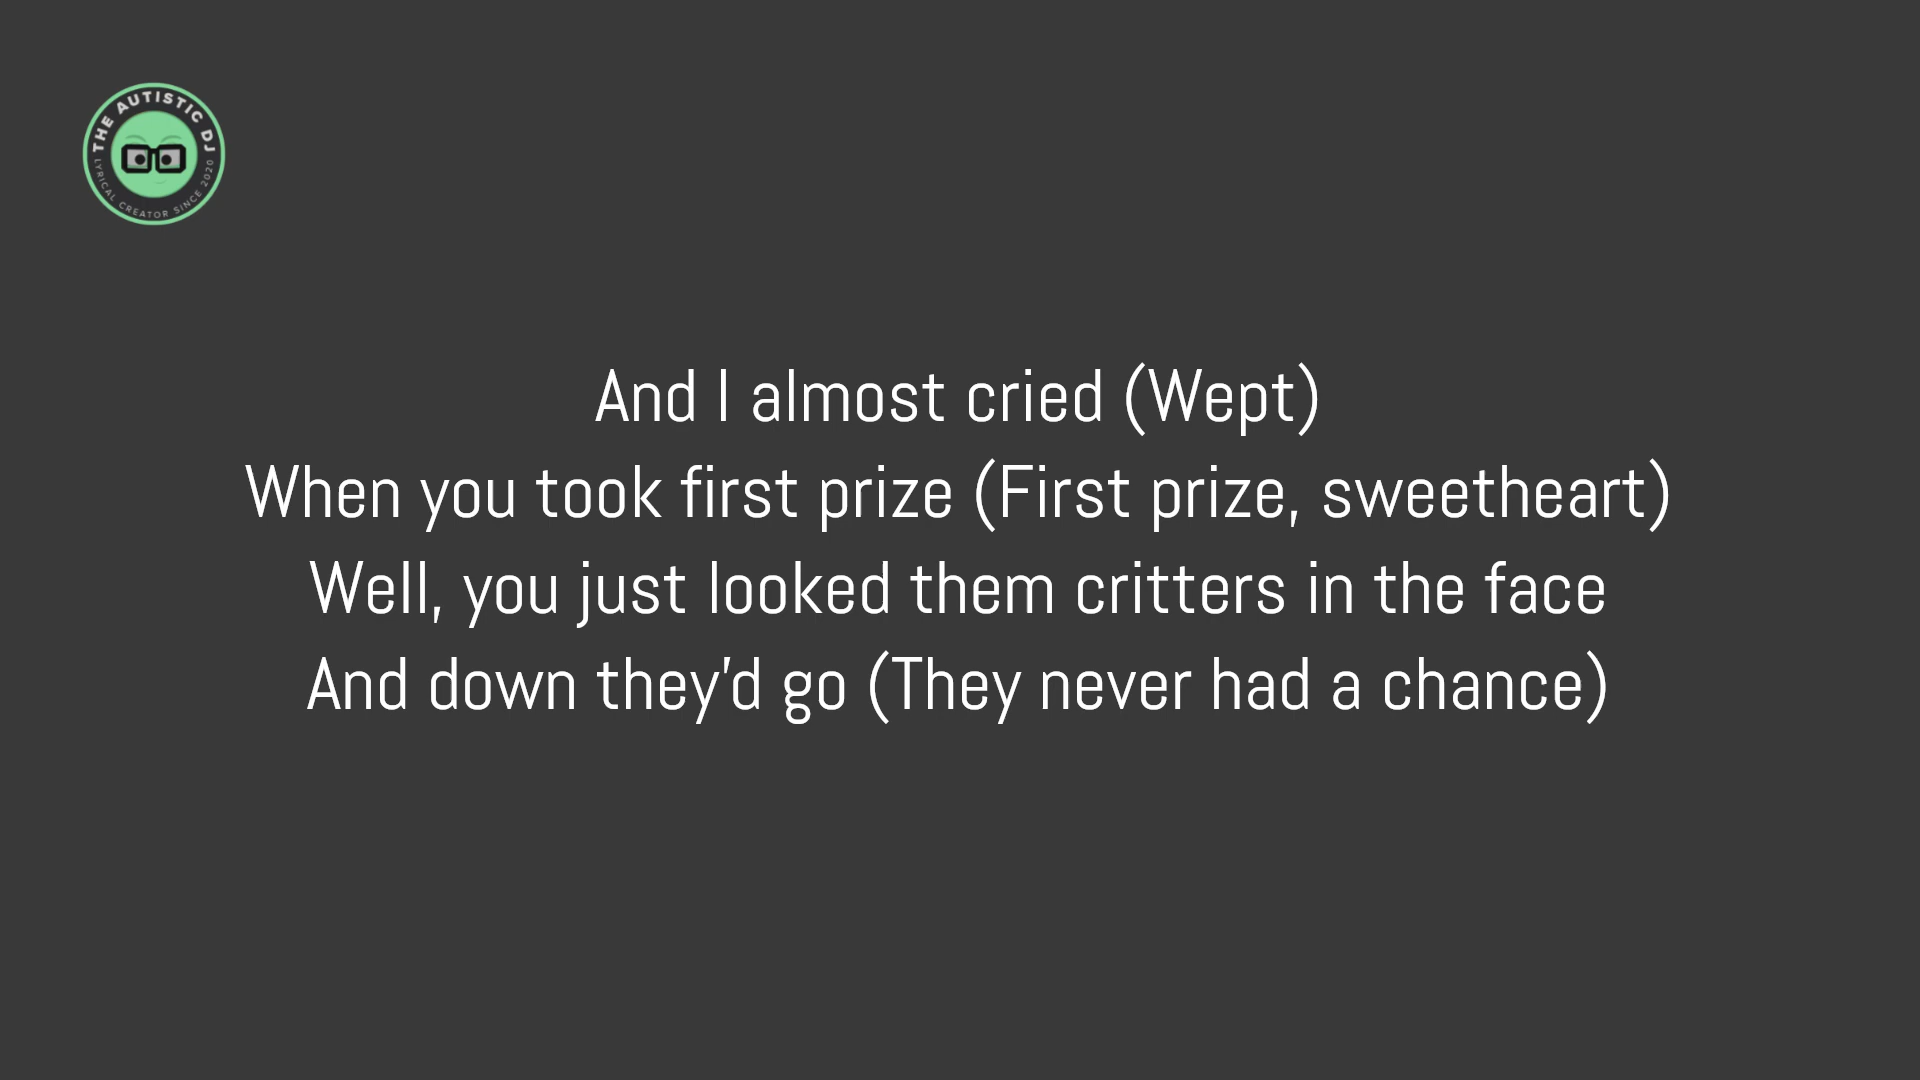 THE AUTISTIC DJ
LYRICAL CREATOR SINCE 2020
And I almost cried (Wept)
When you took first prize (First prize, sweetheart)
Well, you just looked them critters in the face
And down they'd go (They never had a chance)